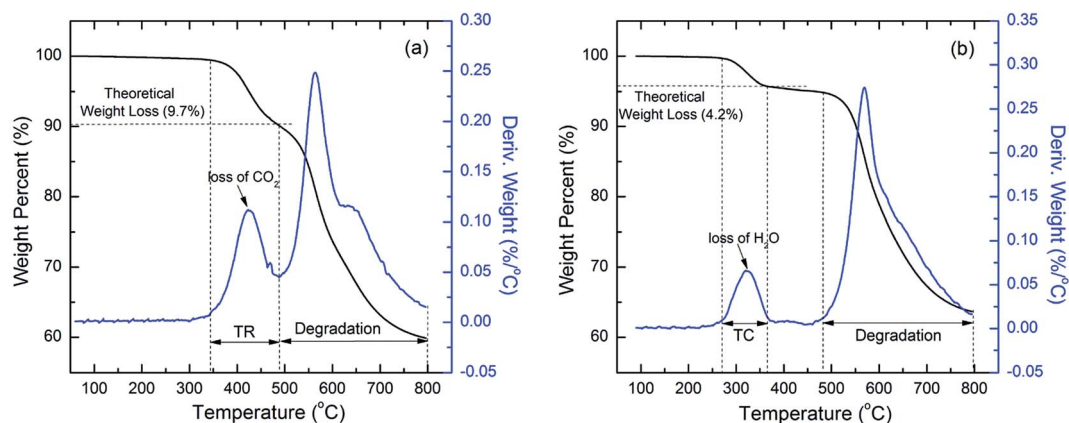 (a)
Theoretical
Weight Loss (9.7%)
loss of CO₂
TR
Degradation
100
90
80
70
60
Weight Percent (%)
100 200 300 400 500 600 700 800
Temperature (°C)
0.30
0.25
0.20
0.15
0.10
0.05
0.00
-0.05
Deriv. Weight (%/°C)
(b)
Theoretical
Weight Loss (4.2%)
loss of H₂O
TC
Degradation
100
90
80
70
60
Weight Percent (%)
100 200 300 400 500 600 700 800
Temperature (°C)
0.35
0.30
0.25
0.20
0.15
0.10
0.05
0.00
-0.05
Deriv. Weight (%/°C)